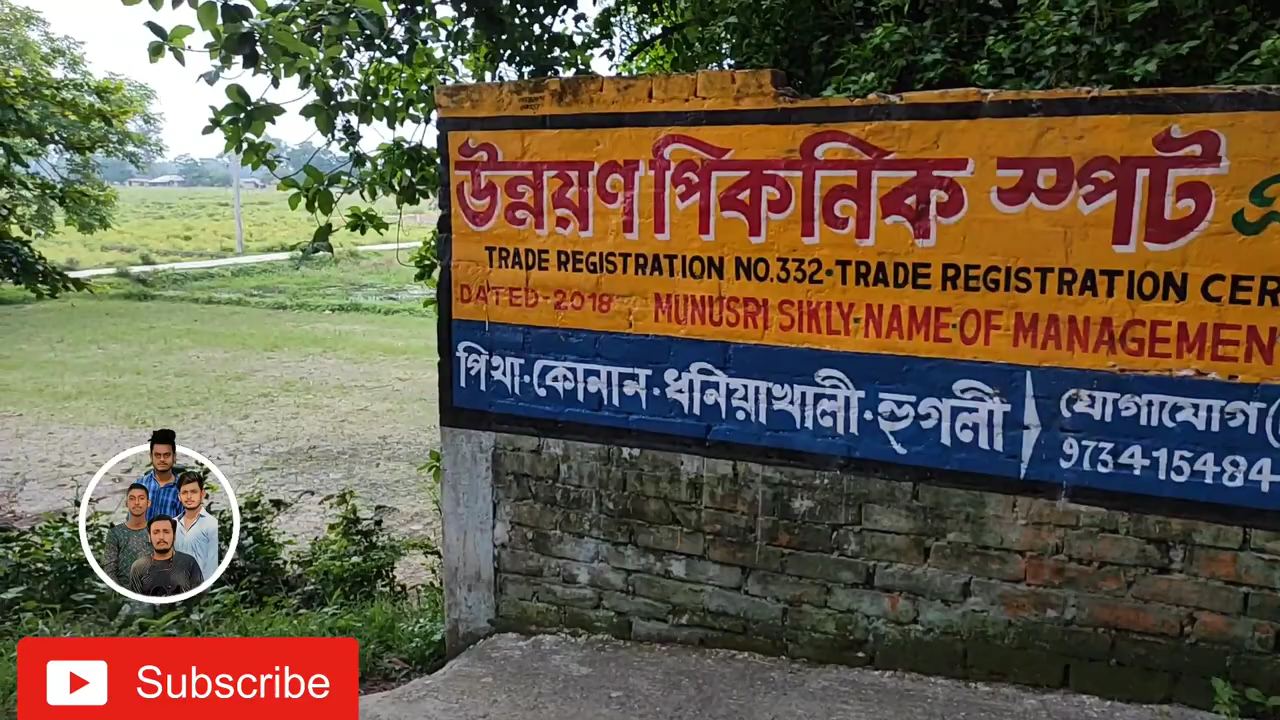 উন্নয়ণ পিকনিক স্পট
TRADE REGISTRATION NO.332·TRADE REGISTRATION CER
DATED-2018 MUNUSRI SIKLY·NAME·OF MANAGEMEN
পিথা·কোনান·ধনিয়াখালী·হুগলী
যোগাযোগ
973415484
Subscribe